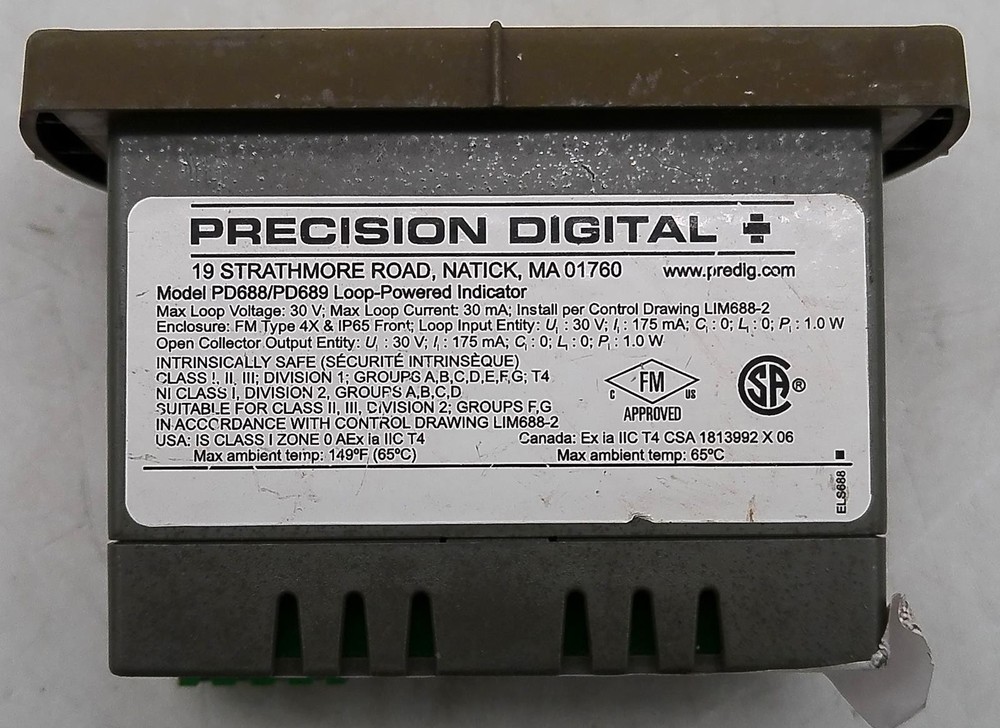 PRECISION DIGITAL
19 STRATHMORE ROAD, NATICK, MA 01760 www.predig.com
Model PD688/PD689 Loop-Powered Indicator
Max Loop Voltage: 30 V; Max Loop Current: 30 mA; Install per Control Drawing LIM688-2
Enclosure: FM Type 4X & IP65 Front; Loop Input Entity: Ui : 30 V; Ii : 175 mA; Ci : 0; Li : 0; Pi : 1.0 W
Open Collector Output Entity: Ui : 30 V; Ii : 175 mA; Ci : 0; Li : 0; Pi : 1.0 W
INTRINSICALLY SAFE (SÉCURITÉ INTRINSÈQUE)
CLASS I, II, III; DIVISION 1; GROUPS A,B,C,D,E,F,G; T4
NI CLASS I, DIVISION 2, GROUPS A,B,C,D
SUITABLE FOR CLASS II, III, DIVISION 2; GROUPS F,G
IN ACCORDANCE WITH CONTROL DRAWING LIM688-2
USA: IS CLASS I ZONE 0 AEx ia IIC T4
Max ambient temp: 149ºF (65ºC)
FM
C US
APPROVED
SA®
Canada: Ex ia IIC T4 CSA 1813992 X 06
Max ambient temp: 65ºC
ELS688